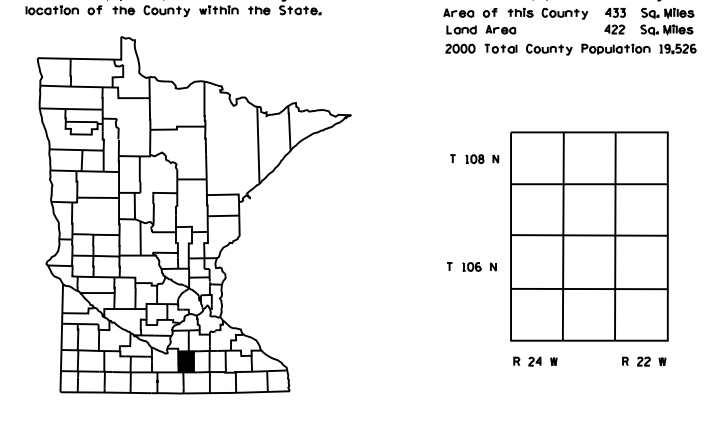 location of the County within the State.
Area of this County 433 Sq. Miles
Land Area 422 Sq. Miles
2000 Total County Population 19,526
T 108 N
T 106 N
R 24 W R 22 W